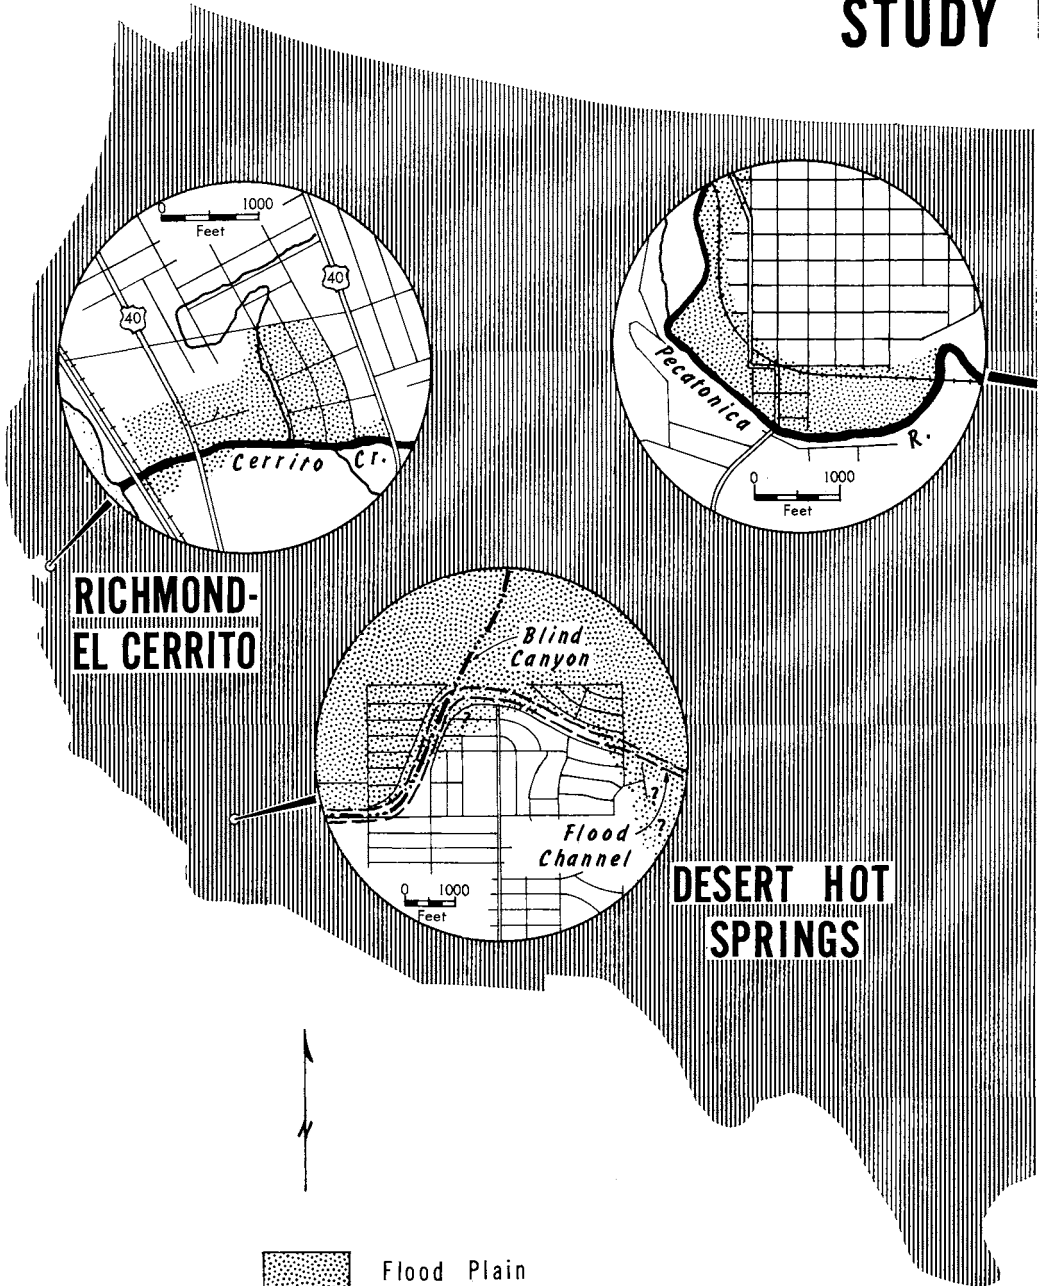 STUDY
0 1000
Feet
40
40
Cerrito Cr.
RICHMOND-
EL CERRITO
Pecatonica
R.
0 1000
Feet
Blind
Canyon
?
?
?
Flood
Channel
0 1000
Feet
DESERT HOT
SPRINGS
N
Flood Plain